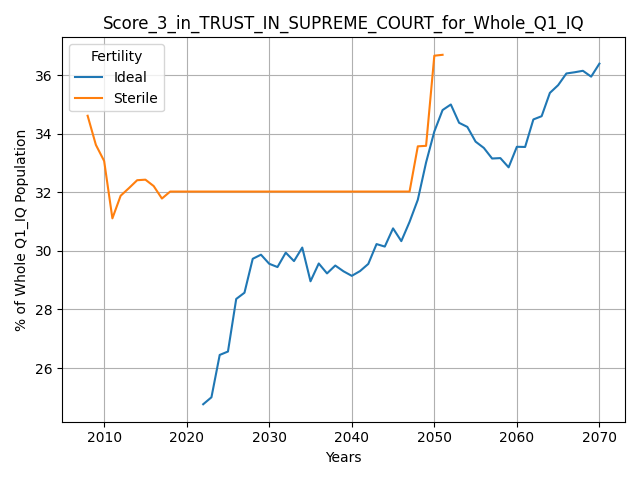 Score_3_in_TRUST_IN_SUPREME_COURT_for_Whole_Q1_IQ
Fertility
Ideal
Sterile
% of Whole Q1_IQ Population
36
34
32
30
28
26
2010
2020
2030
2040
2050
2060
2070
Years